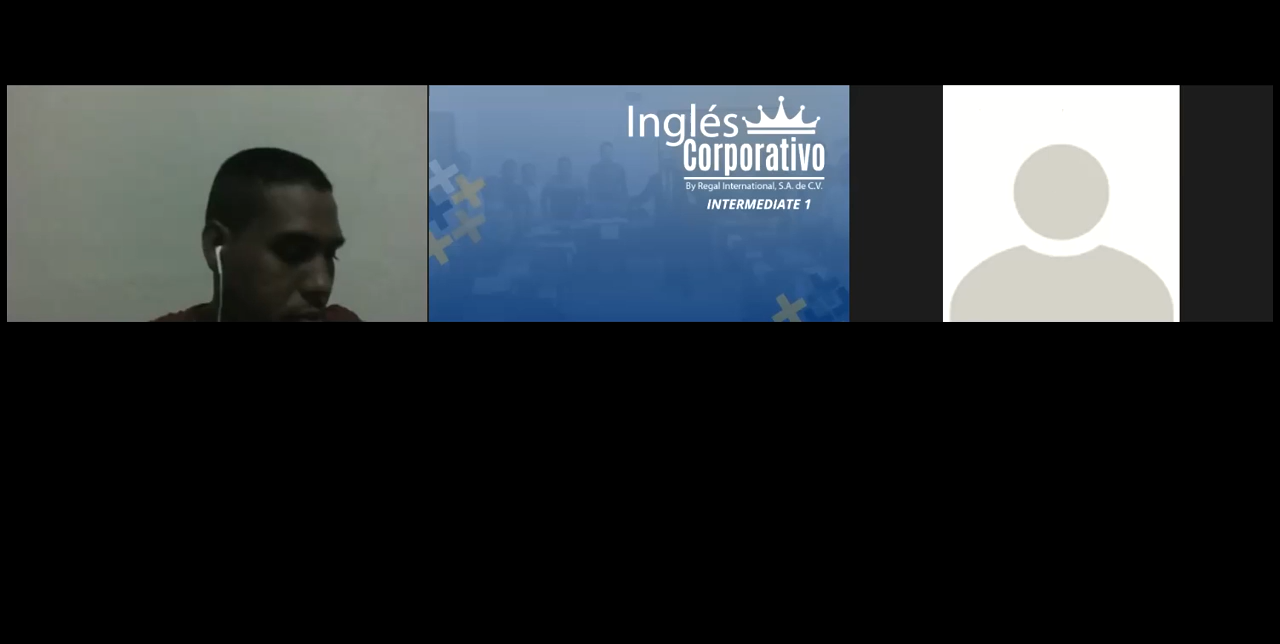 Inglés
Corporativo
By Regal International, S.A. de C.V.
INTERMEDIATE 1